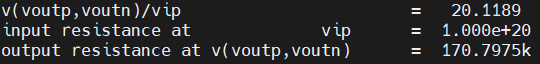 v(voutp,voutn)/vip = 20.1189
input resistance at vip = 1.000e+20
output resistance at v(voutp,voutn) = 170.7975k